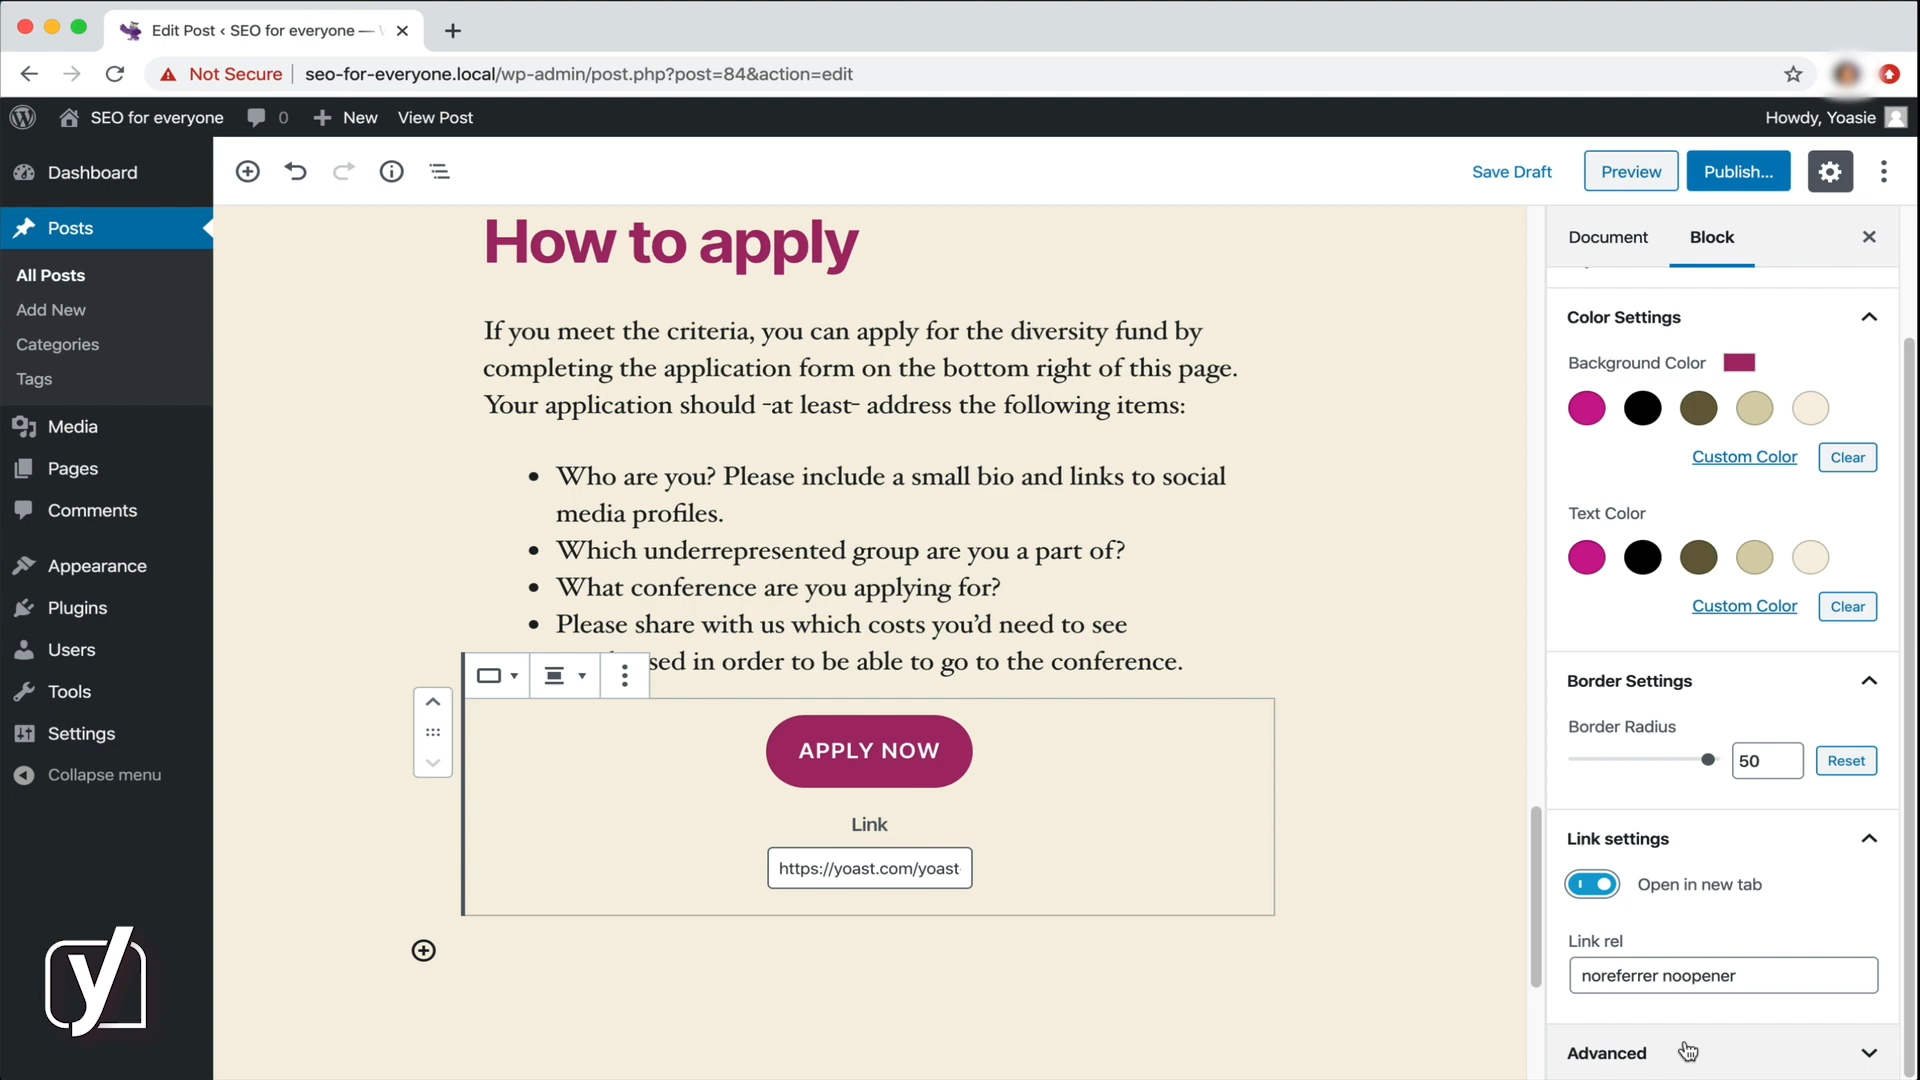 Edit Post ‹ SEO for everyone —
Not Secure
seo-for-everyone.local/wp-admin/post.php?post=84&action=edit
SEO for everyone
0
New
View Post
Howdy, Yoasie
Dashboard
Posts
All Posts
Add New
Categories
Tags
Media
Pages
Comments
Appearance
Plugins
Users
Tools
Settings
Collapse menu
y
Save Draft
Preview
Publish...
How to apply
If you meet the criteria, you can apply for the diversity fund by
completing the application form on the bottom right of this page.
Your application should -at least- address the following items:
• Who are you? Please include a small bio and links to social
media profiles.
• Which underrepresented group are you a part of?
• What conference are you applying for?
• Please share with us which costs you’d need to see
sed in order to be able to go to the conference.
APPLY NOW
Link
https://yoast.com/yoast
Document
Block
Color Settings
Background Color
Custom Color
Clear
Text Color
Custom Color
Clear
Border Settings
Border Radius
50
Reset
Link settings
Open in new tab
Link rel
noreferrer noopener
Advanced